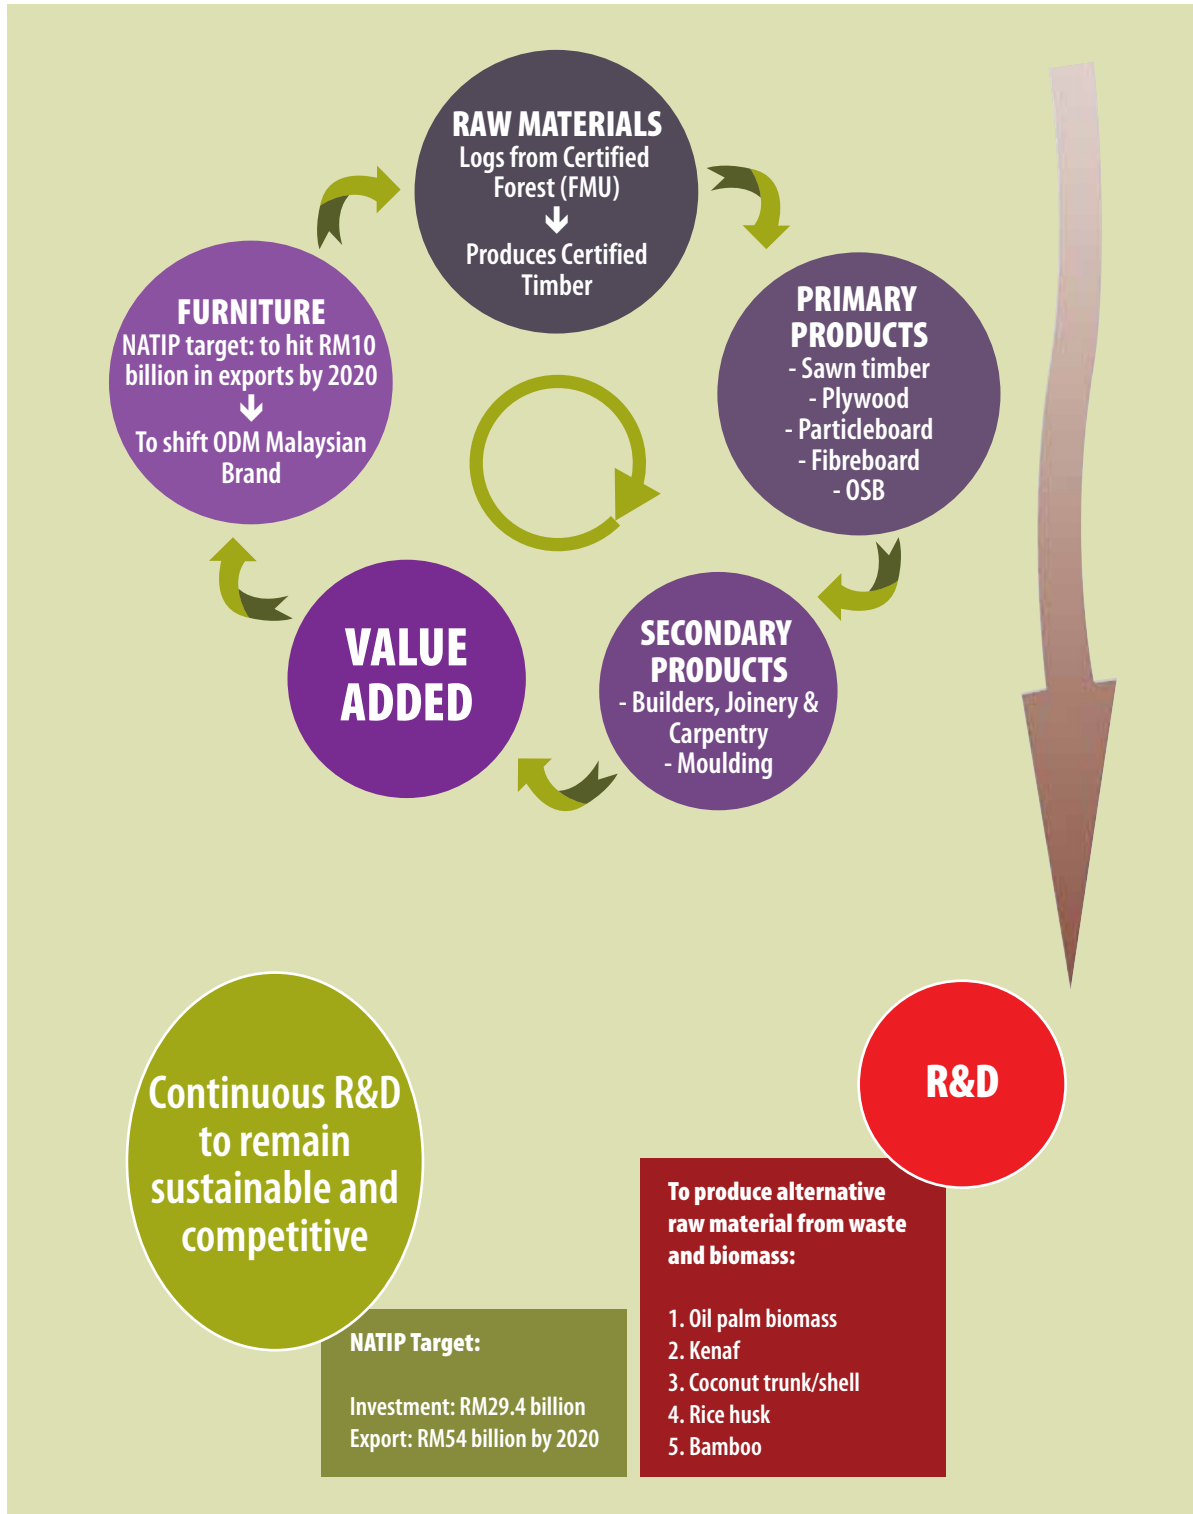 RAW MATERIALS
Logs from Certified
Forest (FMU)
Produces Certified
Timber
PRIMARY
PRODUCTS
- Sawn timber
- Plywood
- Particleboard
- Fibreboard
- OSB
SECONDARY
PRODUCTS
- Builders, Joinery &
Carpentry
- Moulding
VALUE
ADDED
FURNITURE
NATIP target: to hit RM10
billion in exports by 2020
To shift ODM Malaysian
Brand
Continuous R&D
to remain
sustainable and
competitive
NATIP Target:
Investment: RM29.4 billion
Export: RM54 billion by 2020
R&D
To produce alternative
raw material from waste
and biomass:
1. Oil palm biomass
2. Kenaf
3. Coconut trunk/shell
4. Rice husk
5. Bamboo